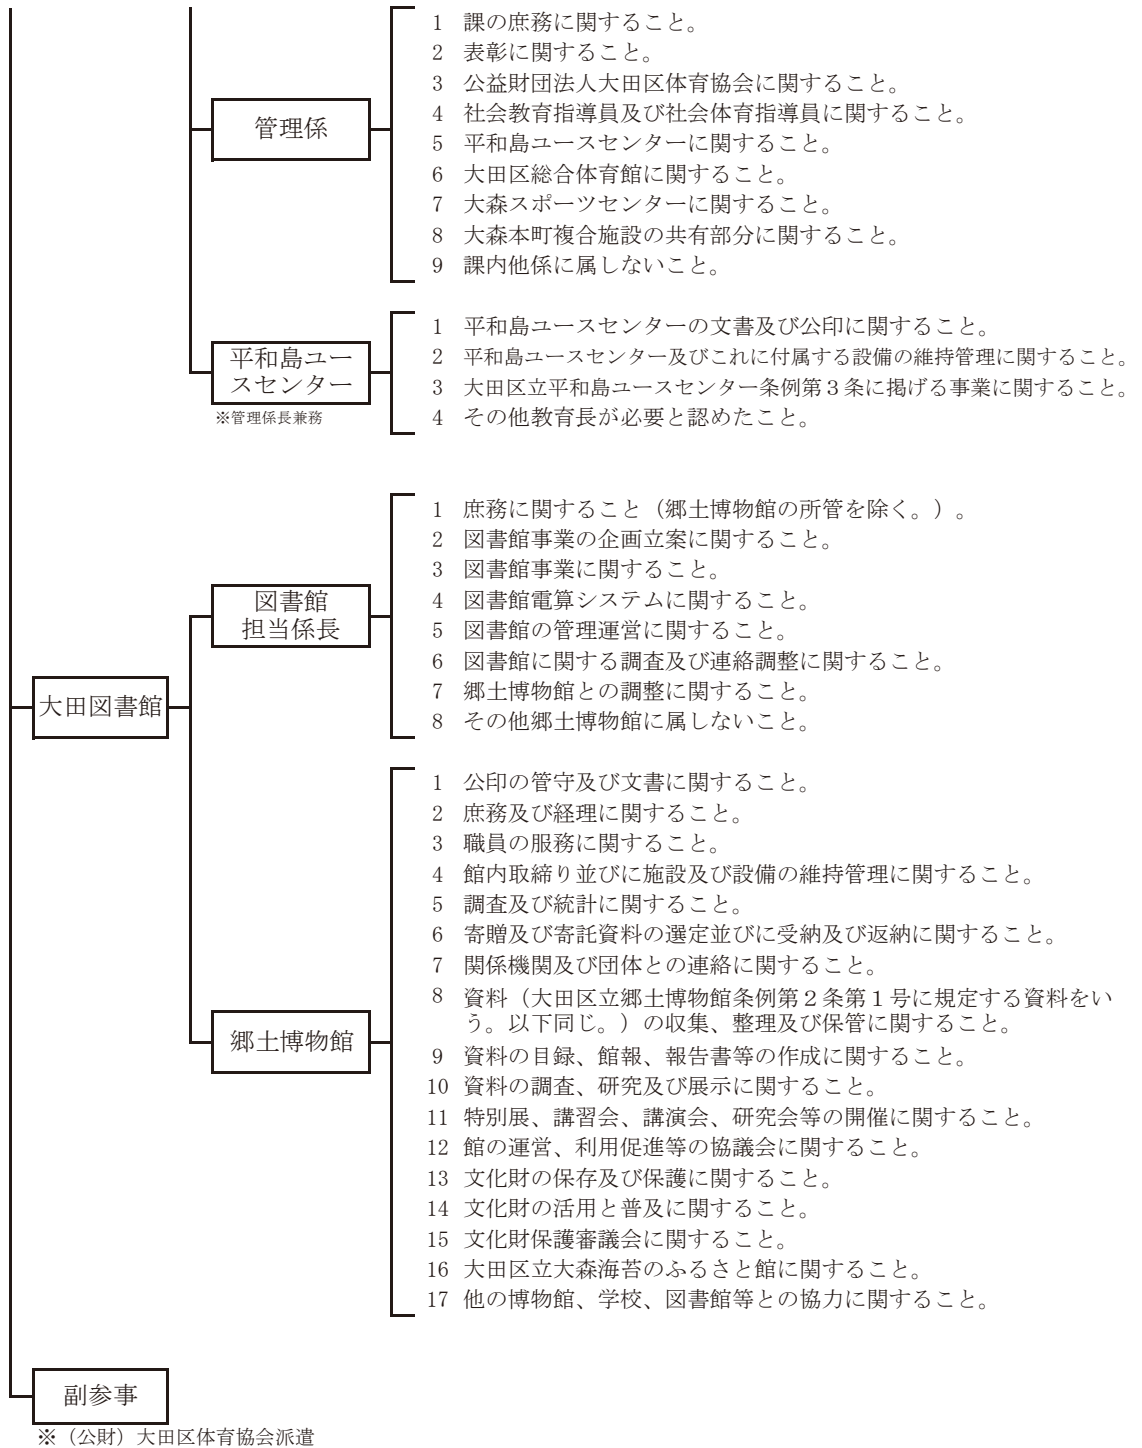 管理係
1 課の庶務に関すること。
2 表彰に関すること。
3 公益財団法人大田区体育協会に関すること。
4 社会教育指導員及び社会体育指導員に関すること。
5 平和島ユースセンターに関すること。
6 大田区総合体育館に関すること。
7 大森スポーツセンターに関すること。
8 大森本町複合施設の共有部分に関すること。
9 課内他係に属しないこと。
平和島ユー
スセンター
※管理係長兼務
1 平和島ユースセンターの文書及び公印に関すること。
2 平和島ユースセンター及びこれに付属する設備の維持管理に関すること。
3 大田区立平和島ユースセンター条例第3条に掲げる事業に関すること。
4 その他教育長が必要と認めたこと。
大田図書館
図書館
担当係長
1 庶務に関すること（郷土博物館の所管を除く。）。
2 図書館事業の企画立案に関すること。
3 図書館事業に関すること。
4 図書館電算システムに関すること。
5 図書館の管理運営に関すること。
6 図書館に関する調査及び連絡調整に関すること。
7 郷土博物館との調整に関すること。
8 その他郷土博物館に属しないこと。
郷土博物館
1 公印の管守及び文書に関すること。
2 庶務及び経理に関すること。
3 職員の服務に関すること。
4 館内取締り並びに施設及び設備の維持管理に関すること。
5 調査及び統計に関すること。
6 寄贈及び寄託資料の選定並びに受納及び返納に関すること。
7 関係機関及び団体との連絡に関すること。
8 資料（大田区立郷土博物館条例第２条第１号に規定する資料をい
う。以下同じ。）の収集、整理及び保管に関すること。
9 資料の目録、館報、報告書等の作成に関すること。
10 資料の調査、研究及び展示に関すること。
11 特別展、講習会、講演会、研究会等の開催に関すること。
12 館の運営、利用促進等の協議会に関すること。
13 文化財の保存及び保護に関すること。
14 文化財の活用と普及に関すること。
15 文化財保護審議会に関すること。
16 大田区立大森海苔のふるさと館に関すること。
17 他の博物館、学校、図書館等との協力に関すること。
副参事
※（公財）大田区体育協会派遣